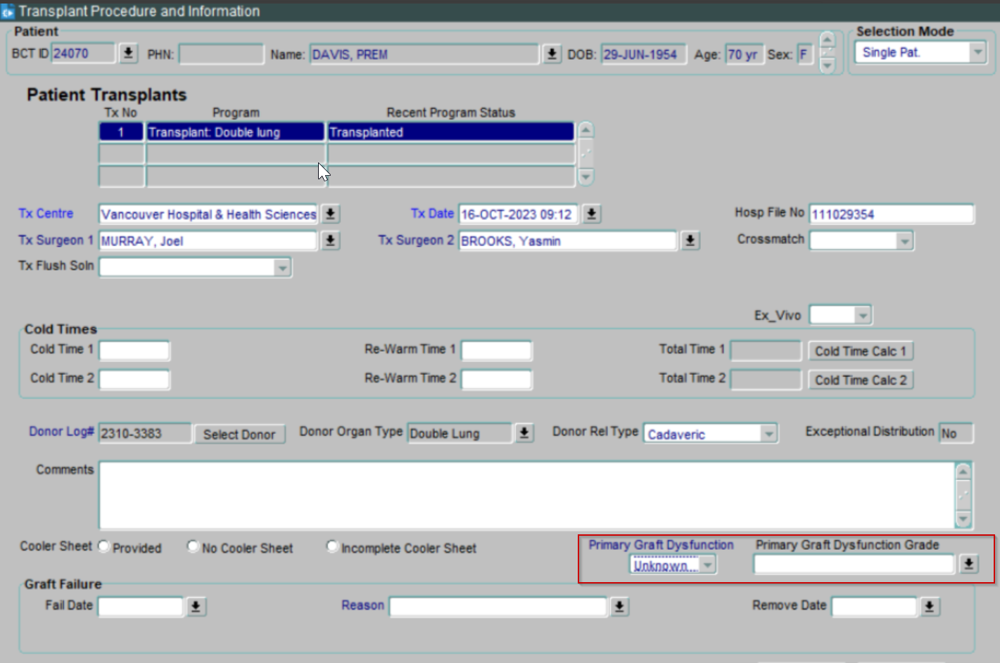 Transplant Procedure and Information
Patient
Selection Mode
BCT ID 24070 PHN: Name: DAVIS, PREM DOB: 29-JUN-1954 Age: 70 yr Sex: F Single Pat.
Patient Transplants
Tx No Program Recent Program Status
1 Transplant: Double lung Transplanted
Tx Centre Vancouver Hospital & Health Sciences Tx Date 16-OCT-2023 09:12 Hosp File No 111029354
Tx Surgeon 1 MURRAY, Joel Tx Surgeon 2 BROOKS, Yasmin Crossmatch
Tx Flush Soln
Ex_Vivo
Cold Times
Cold Time 1 Re-Warm Time 1 Total Time 1 Cold Time Calc 1
Cold Time 2 Re-Warm Time 2 Total Time 2 Cold Time Calc 2
Donor Log# 2310-3383 Select Donor Donor Organ Type Double Lung Donor Rel Type Cadaveric Exceptional Distribution No
Comments
Cooler Sheet Provided No Cooler Sheet Incomplete Cooler Sheet Primary Graft Dysfunction Primary Graft Dysfunction Grade
Unknown...
Graft Failure
Fail Date Reason Remove Date